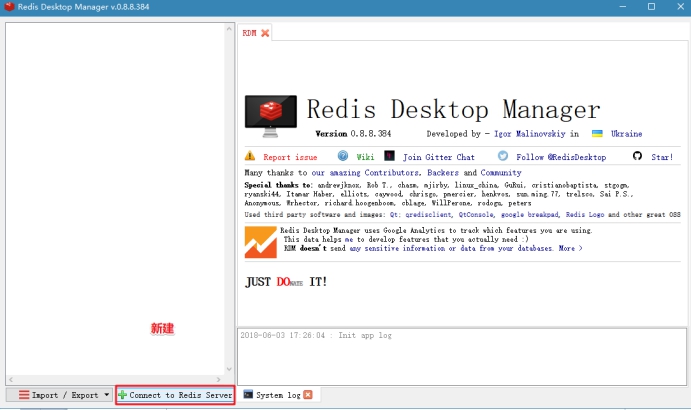 Redis Desktop Manager v.0.8.8.384
RDM
Redis Desktop Manager
Version 0.8.8.384 Developed by - Igor Malinovskiy in Ukraine
Report issue Wiki Join Gitter Chat Follow @RedisDesktop Star!
Many thanks to our amazing Contributors, Backers and Community
Special thanks to: andrewjknox, Rob T., chasm, mjirby, linux_china, GuRui, cristianobaptista, stgogm,
ryanski44, Itamar Haber, elliots, caywood, chrisgo, pmercier, henkvos, sun.ming.77, trelsco, Sai P.S.,
Anonymous, Wrhector, richard.hoogenboom, cblage, WillPerone, rodogu, peters
Used third party software and images: Qt; qredisclient, QtConsole, google breakpad, Redis Logo and other great OSS
Redis Desktop Manager uses Google Analytics to track which features you are using.
This data helps me to develop features that you actually need :)
RDM doesn't send any sensitive information or data from your databases. More >
JUST DONATE IT!
新建
2018-06-03 17:26:04 : Init app log
Import / Export
Connect to Redis Server
System log